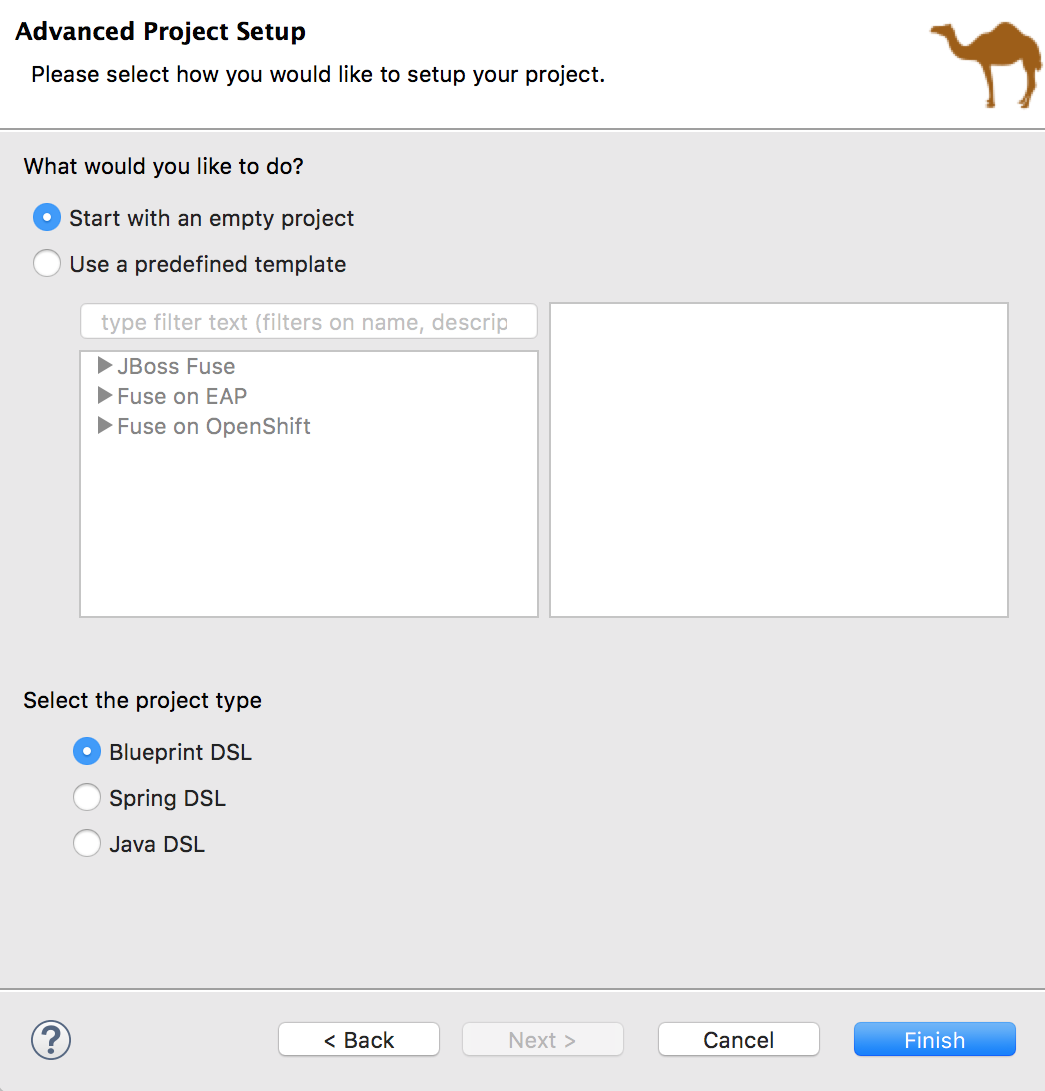 Advanced Project Setup
Please select how you would like to setup your project.
What would you like to do?
Start with an empty project
Use a predefined template
type filter text (filters on name, descrip
JBoss Fuse
Fuse on EAP
Fuse on OpenShift
Select the project type
Blueprint DSL
Spring DSL
Java DSL
? < Back Next > Cancel Finish